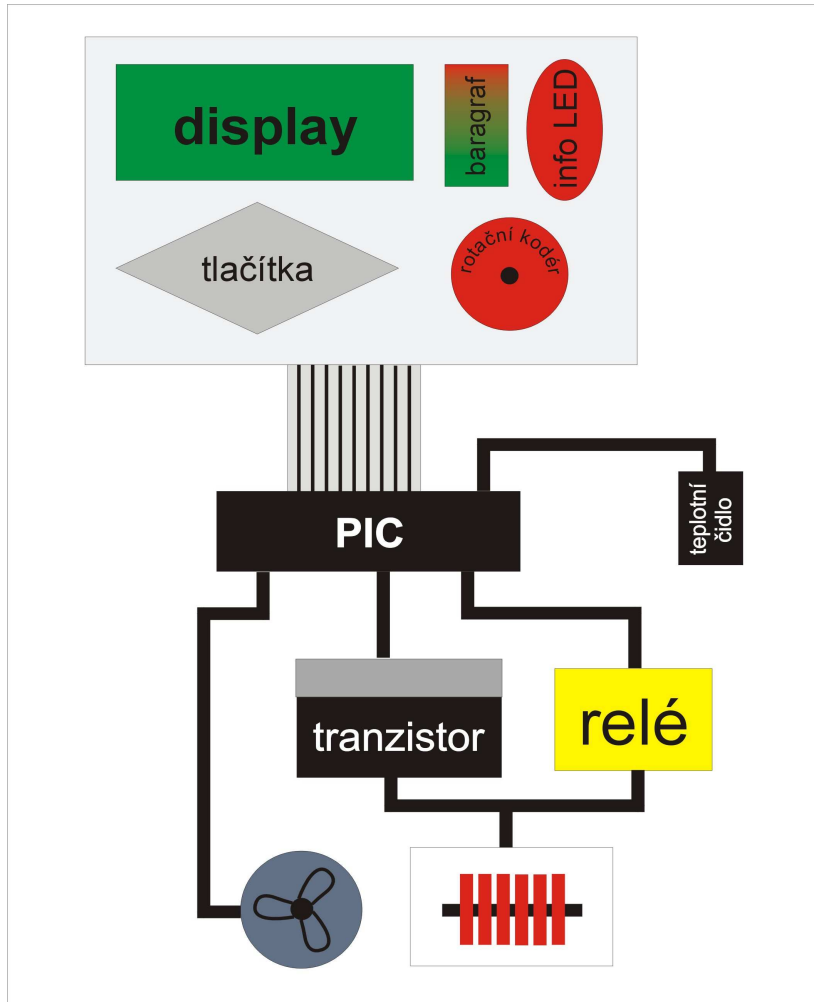 display
baragraf
info LED
tlačítka
rotační kodér
PIC
teplotní
čidlo
tranzistor
relé